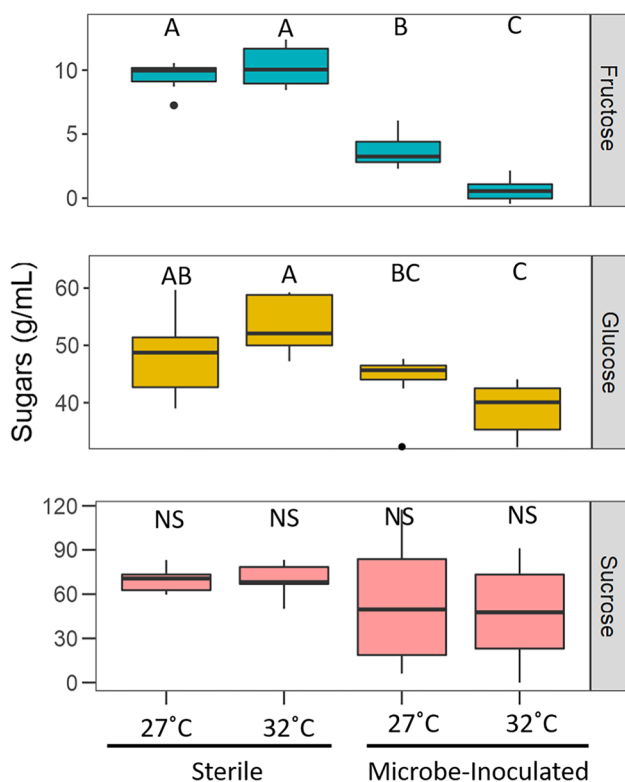 A A B C
10
5
0
Fructose
AB A BC C
60
50
40
Glucose
Sugars (g/mL)
NS NS NS NS
120
90
60
30
0
Sucrose
27°C 32°C 27°C 32°C
Sterile Microbe-Inoculated